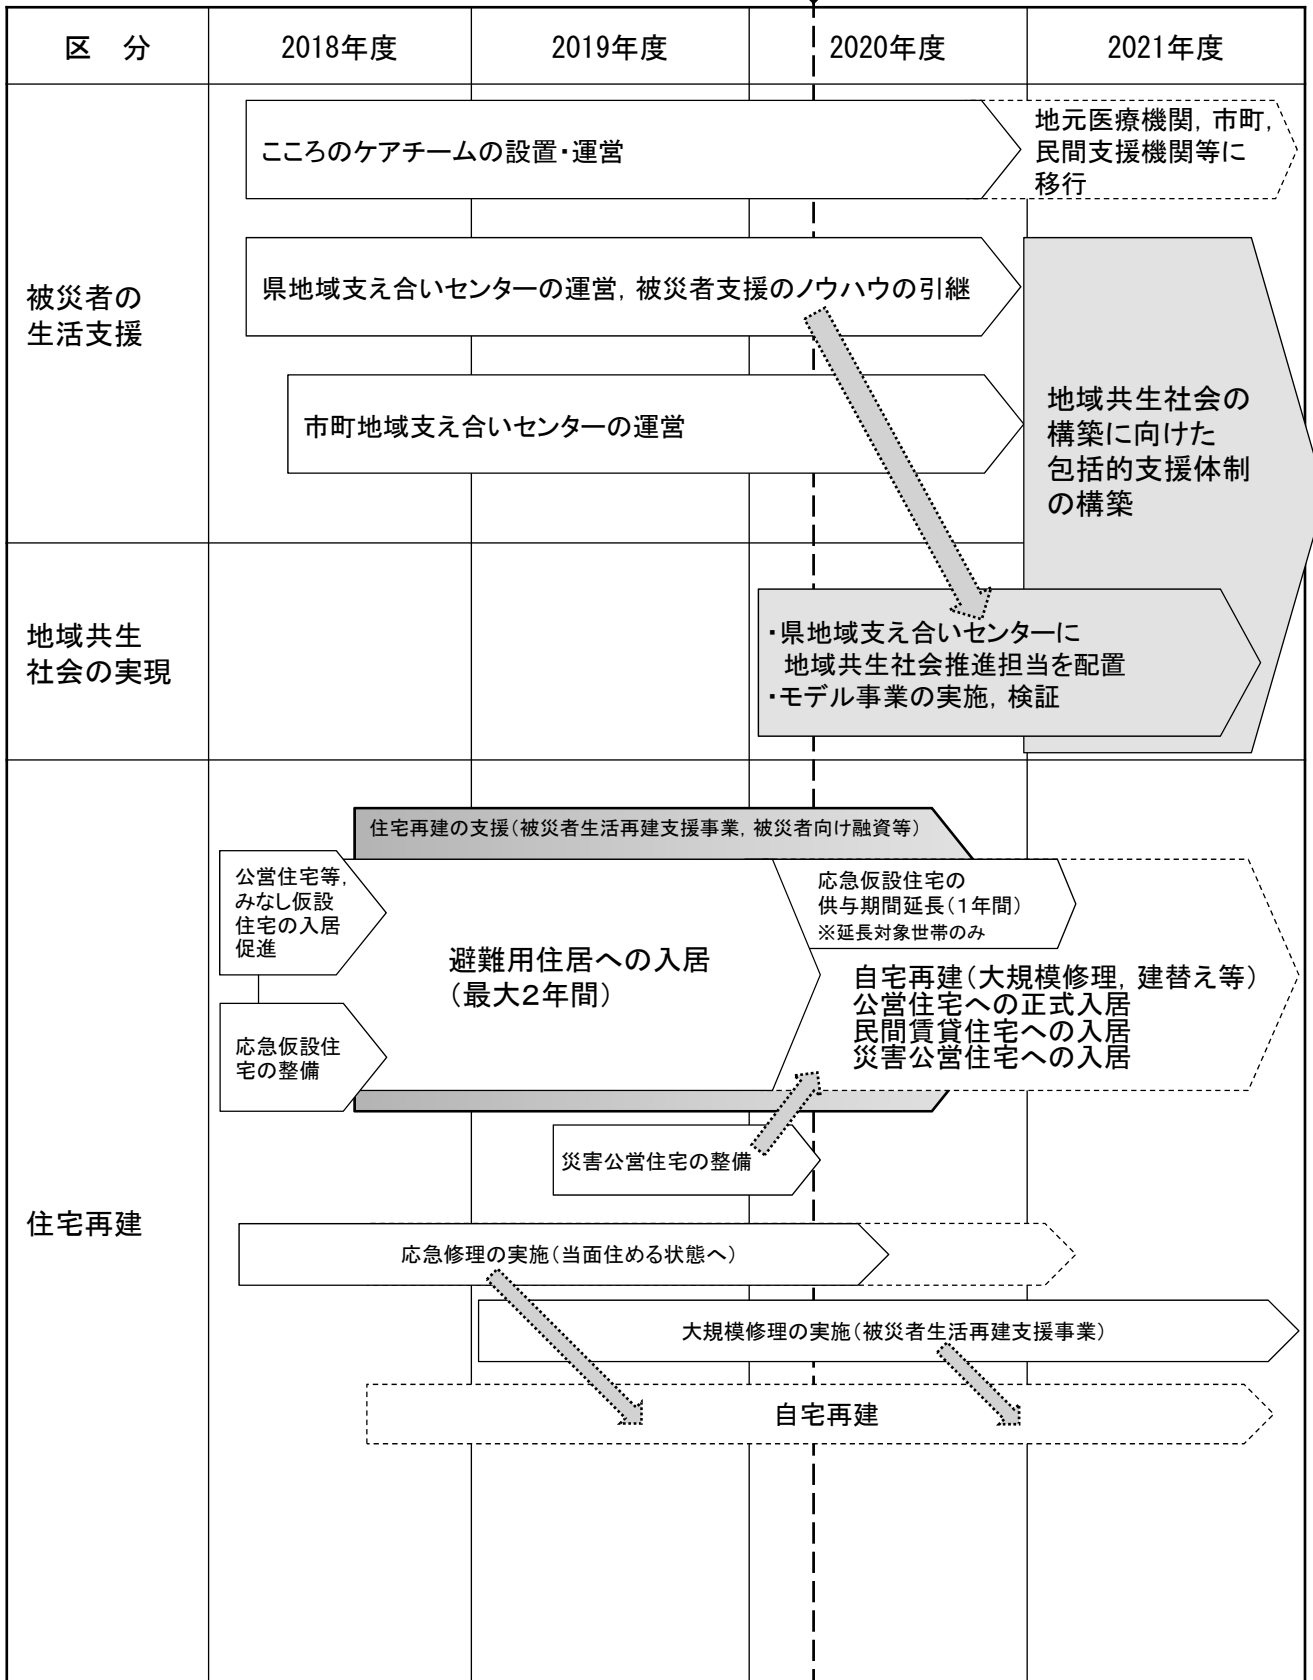 区　分
2018年度
2019年度
2020年度
2021年度
被災者の
生活支援
こころのケアチームの設置・運営
地元医療機関，市町，
民間支援機関等に
移行
県地域支え合いセンターの運営，被災者支援のノウハウの引継
市町地域支え合いセンターの運営
地域共生社会の
構築に向けた
包括的支援体制
の構築
地域共生
社会の実現
・県地域支え合いセンターに
地域共生社会推進担当を配置
・モデル事業の実施，検証
住宅再建
住宅再建の支援（被災者生活再建支援事業，被災者向け融資等）
公営住宅等，
みなし仮設
住宅の入居
促進
応急仮設住
宅の整備
避難用住居への入居
（最大２年間）
応急仮設住宅の
供与期間延長（１年間）
※延長対象世帯のみ
自宅再建（大規模修理，建替え等）
公営住宅への正式入居
民間賃貸住宅への入居
災害公営住宅への入居
災害公営住宅の整備
応急修理の実施（当面住める状態へ）
大規模修理の実施（被災者生活再建支援事業）
自宅再建